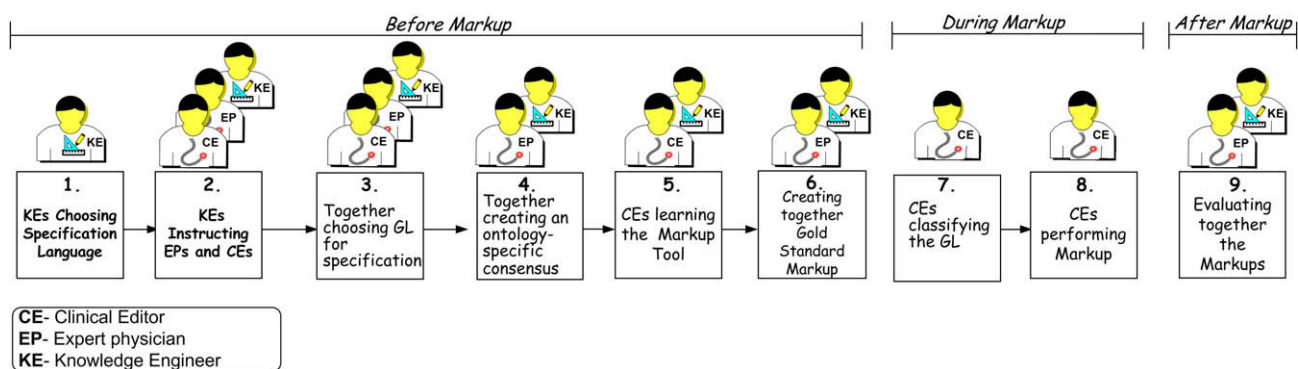 Before Markup
During Markup
After Markup
KE
KE
EP
CE
KE
EP
CE
KE
EP
KE
CE
KE
EP
CE
CE
KE
EP
1.
KEs Choosing
Specification
Language
2.
KEs
Instructing
EPs and CEs
3.
Together
choosing GL
for
specification
4.
Together
creating an
ontology-
specific
consensus
5.
CEs learning
the Markup
Tool
6.
Creating
together
Gold
Standard
Markup
7.
CEs
classifying
the GL
8.
CEs
performing
Markup
9.
Evaluating
together
the
Markups
CE- Clinical Editor
EP- Expert physician
KE- Knowledge Engineer